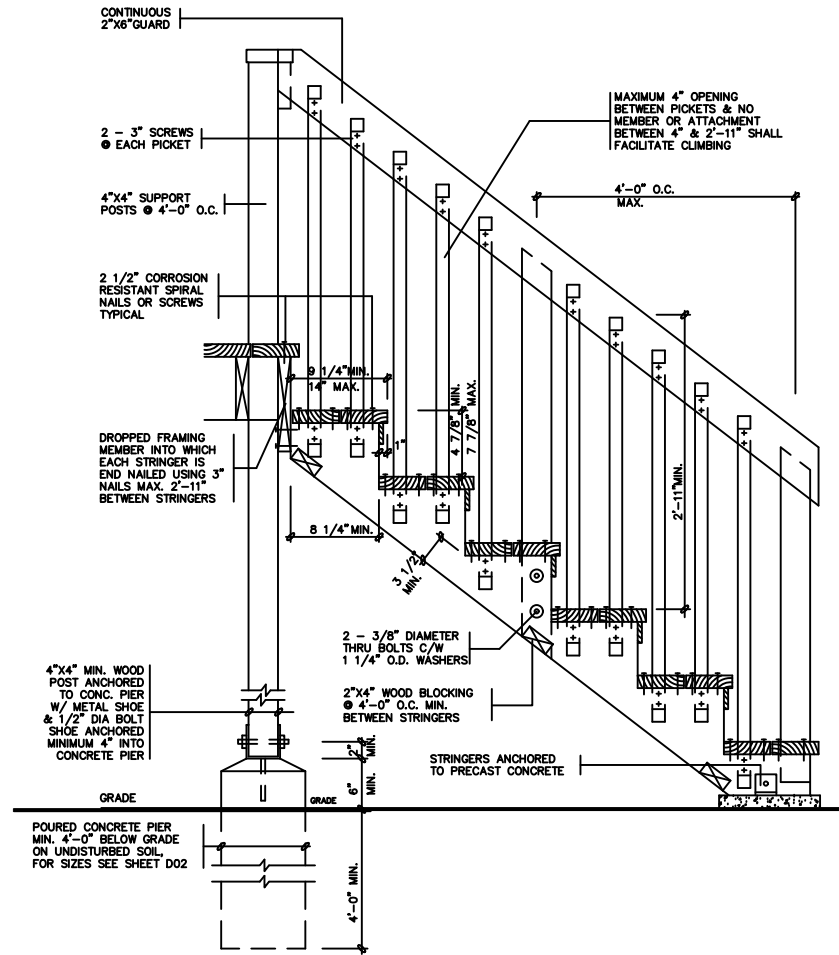 CONTINUOUS
2"X6"GUARD
2 - 3" SCREWS
@ EACH PICKET
4"X4" SUPPORT
POSTS @ 4'-0" O.C.
2 1/2" CORROSION
RESISTANT SPIRAL
NAILS OR SCREWS
TYPICAL
MAXIMUM 4" OPENING
BETWEEN PICKETS & NO
MEMBER OR ATTACHMENT
BETWEEN 4" & 2'-11" SHALL
FACILITATE CLIMBING
4'-0" O.C.
MAX.
9 1/4"MIN.
14" MAX.
1"
4 7/8" MIN.
7 7/8" MAX.
2'-11"MIN.
DROPPED FRAMING
MEMBER INTO WHICH
EACH STRINGER IS
END NAILED USING 3"
NAILS MAX. 2'-11"
BETWEEN STRINGERS
8 1/4"MIN.
3 1/2"
MIN.
2 - 3/8" DIAMETER
THRU BOLTS C/W
1 1/4" O.D. WASHERS
2"X4" WOOD BLOCKING
@ 4'-0" O.C. MIN.
BETWEEN STRINGERS
4"X4" MIN. WOOD
POST ANCHORED
TO CONC. PIER
W/ METAL SHOE
& 1/2" DIA BOLT
SHOE ANCHORED
MINIMUM 4" INTO
CONCRETE PIER
2"
MIN.
6"
MIN.
STRINGERS ANCHORED
TO PRECAST CONCRETE
GRADE
GRADE
POURED CONCRETE PIER
MIN. 4'-0" BELOW GRADE
ON UNDISTURBED SOIL,
FOR SIZES SEE SHEET D02
4'-0" MIN.